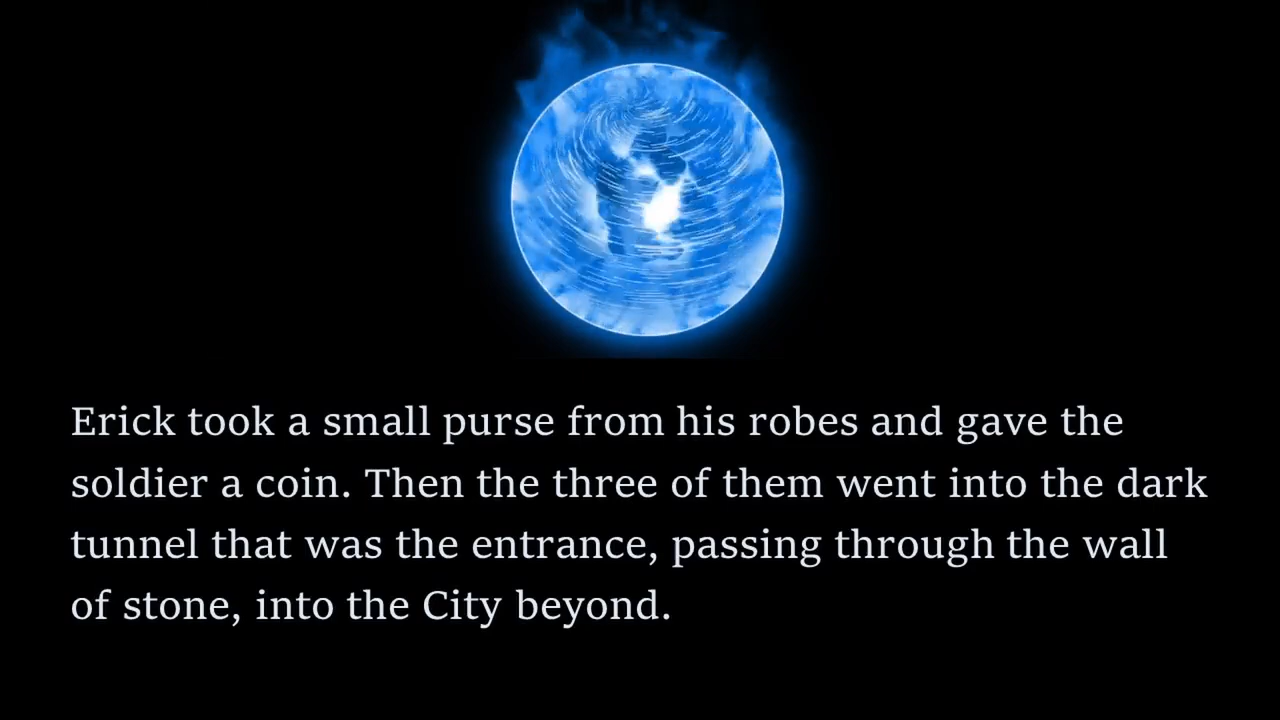 Erick took a small purse from his robes and gave the
soldier a coin. Then the three of them went into the dark
tunnel that was the entrance, passing through the wall
of stone, into the City beyond.